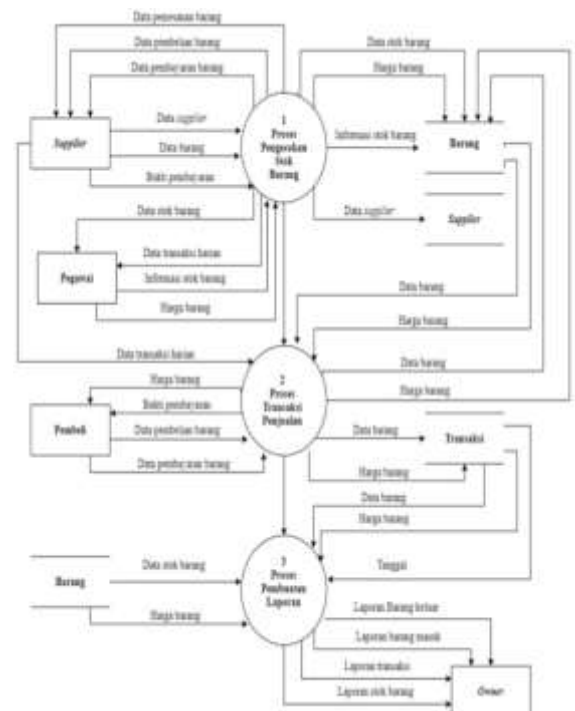 Data pemesanan barang
Data pembelian barang
Data pembayaran barang
Data stok barang
Harga barang
Supplier
Data supplier
Data barang
Bukti pembayaran
1
Proses
Pengecekan
Stok
Barang
Informasi stok barang
Barang
Data supplier
Supplier
Data stok barang
Pegawai
Data transaksi harian
Informasi stok barang
Harga barang
Data barang
Harga barang
Data transaksi harian
Data barang
Harga barang
2
Proses
Transaksi
Penjualan
Harga barang
Bukti pembayaran
Pembeli
Data pembelian barang
Data pembayaran barang
Data barang
Transaksi
Harga barang
Data barang
Harga barang
Tanggal
3
Proses
Pembuatan
Laporan
Data stok barang
Barang
Harga barang
Laporan Barang keluar
Laporan barang masuk
Laporan transaksi
Laporan stok barang
Owner